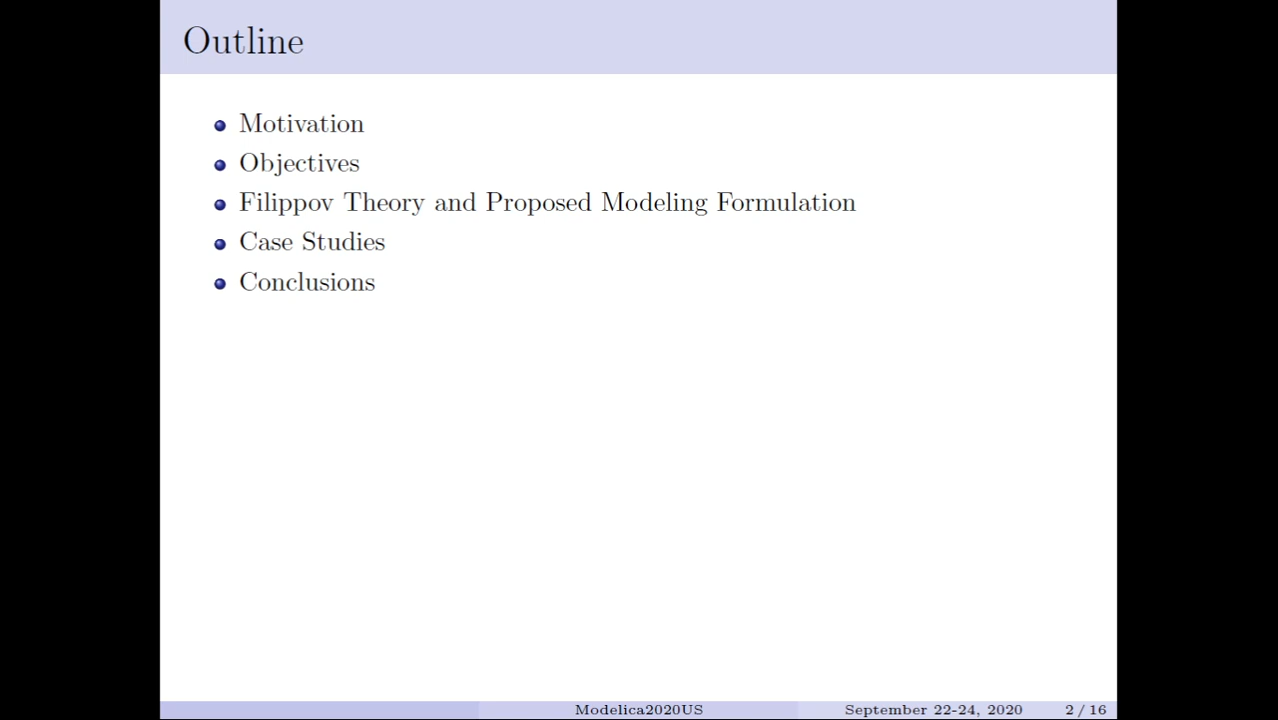 Outline
Motivation
Objectives
Filippov Theory and Proposed Modeling Formulation
Case Studies
Conclusions
Modelica2020US September 22-24, 2020 2 / 16